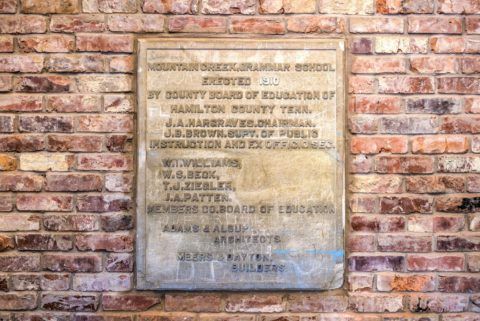 MOUNTAIN CREEK, GRAMMAR SCHOOL
ERECTED 1910
BY COUNTY BOARD OF EDUCATION OF
HAMILTON COUNTY TENN.
J.A. HARGRAVES, CHAIRMAN.
J.B. BROWN. SUPT. OF PUBLIC
INSTRUCTION AND EX OFFICIO SEC.
W.I. WILLIAMS,
W.S. BECK,
T.J. ZIEGLER,
J.A. PATTEN.
MEMBERS CO. BOARD OF EDUCATION
ADAMS &
ARCHITECTS.
MEERS & DAYTON,
BUILDERS